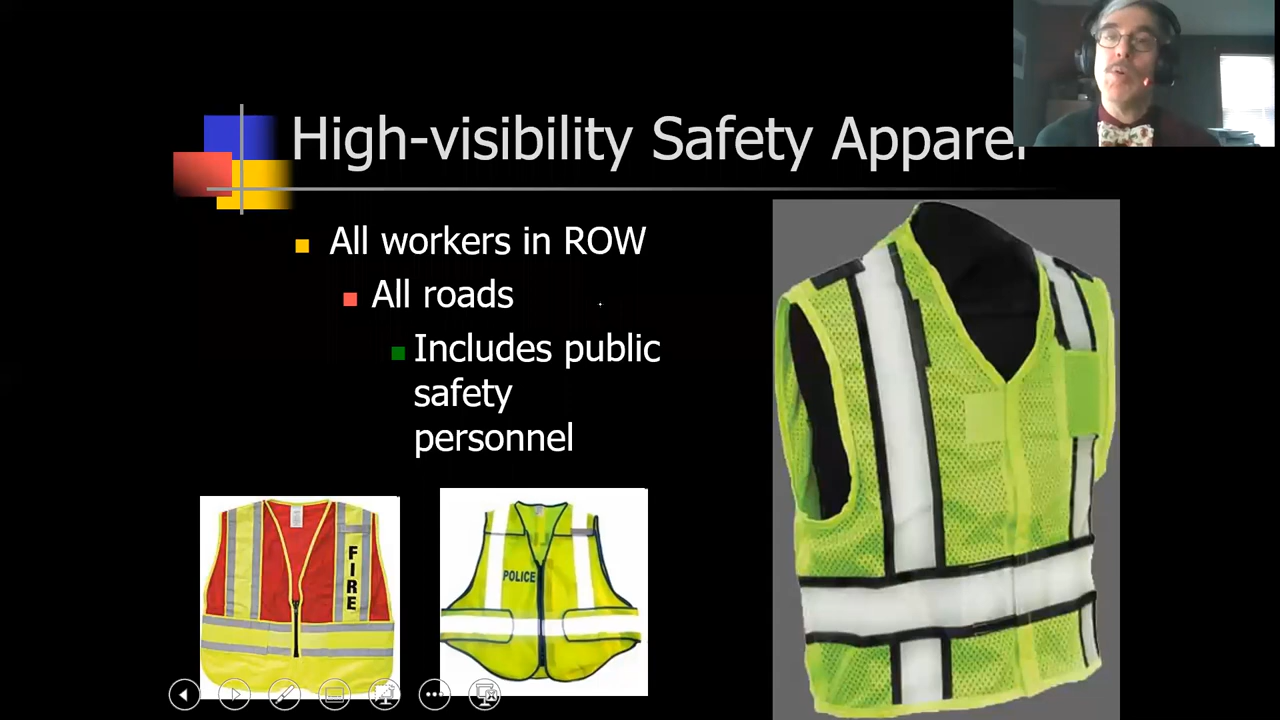 High-visibility Safety Apparel
All workers in ROW
All roads
Includes public
safety
personnel
FIRE
POLICE